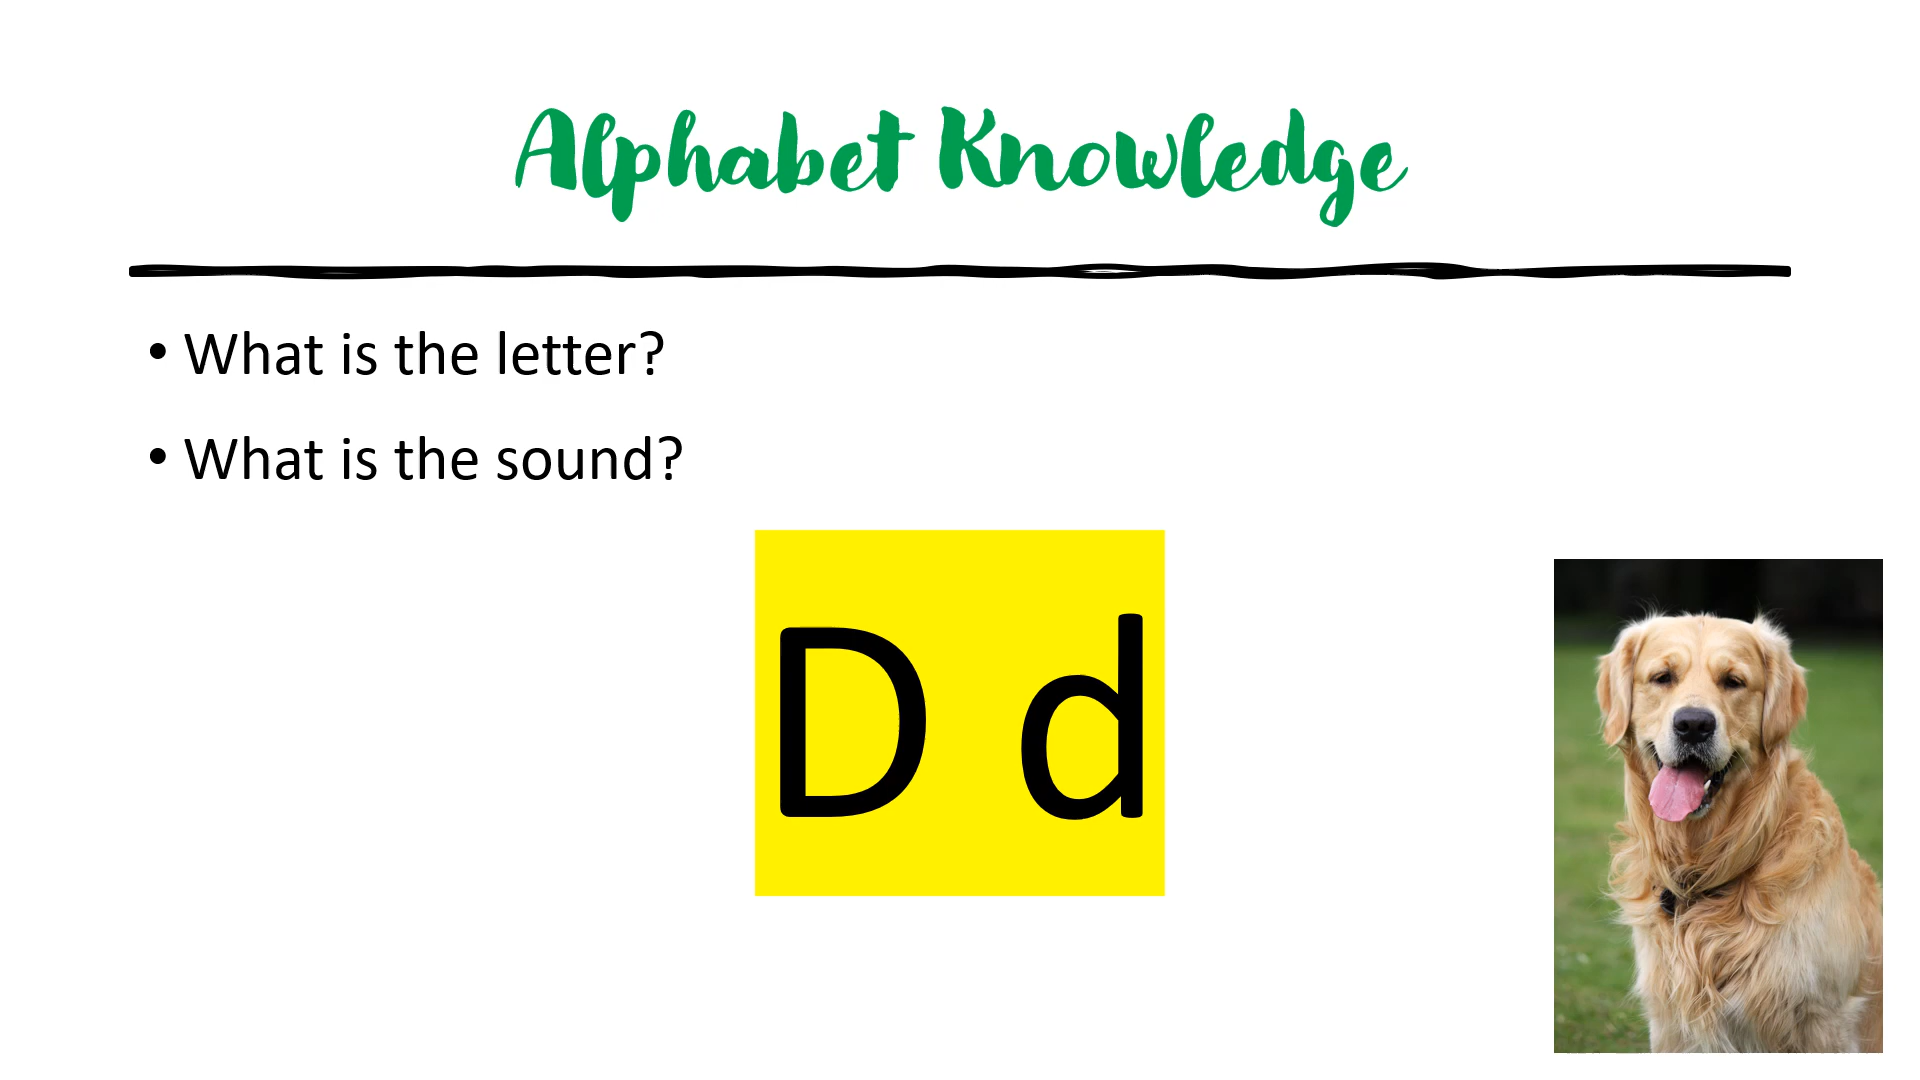 Alphabet Knowledge
• What is the letter?
• What is the sound?
D d